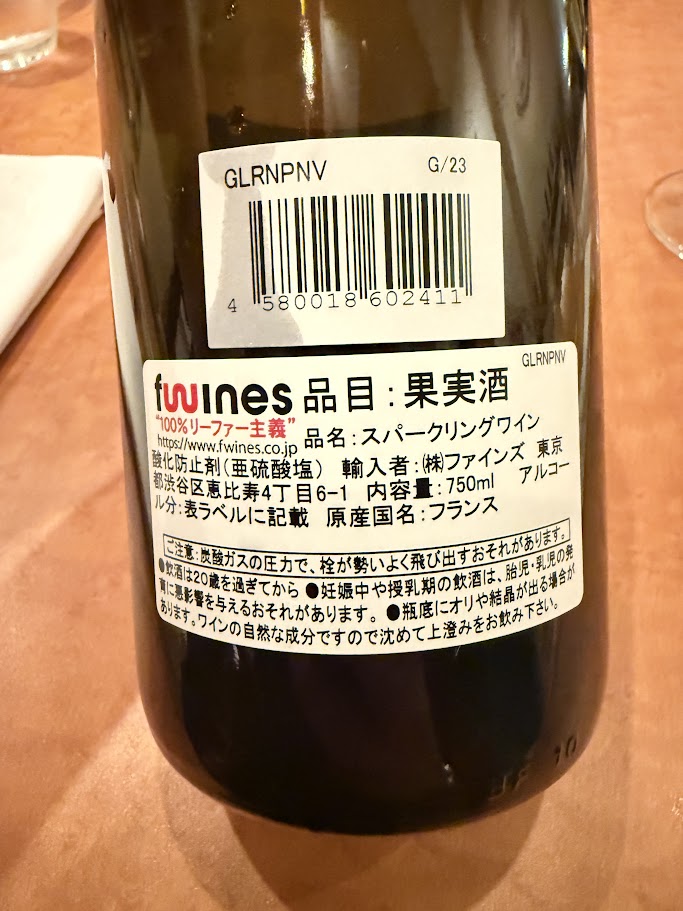 GLRNPNV G/23
4 580018 602411
GLRNPNV
fwines 品目:果実酒
"100%リーファー主義"
https://www.fwines.co.jp 品名:スパークリングワイン
酸化防止剤(亜硫酸塩) 輸入者:㈱ファインズ 東京
都渋谷区恵比寿4丁目6-1 内容量:750ml アルコー
ル分:表ラベルに記載 原産国名:フランス
ご注意:炭酸ガスの圧力で、栓が勢いよく飛び出すおそれがあります。
●飲酒は20歳を過ぎてから ●妊娠中や授乳期の飲酒は、胎児・乳児の発
育に悪影響を与えるおそれがあります。 ●瓶底にオリや結晶が出る場合が
あります。ワインの自然な成分ですので沈めて上澄みをお飲み下さい。